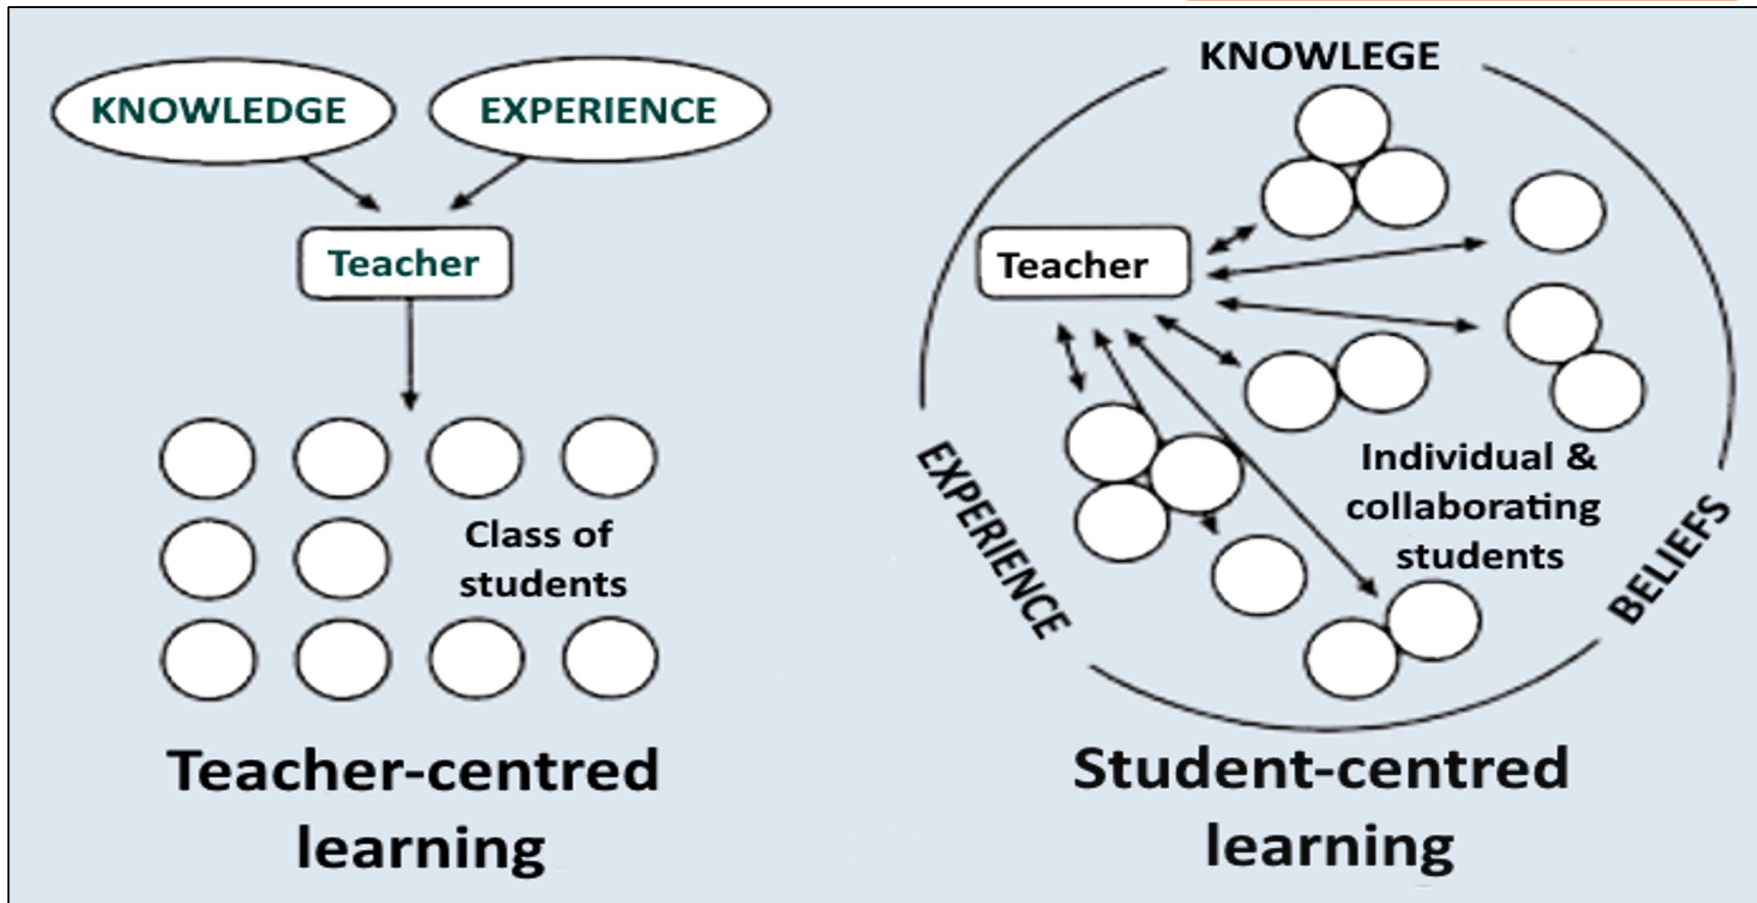 KNOWLEDGE
EXPERIENCE
Teacher
Class of
students
Teacher-centred
learning
KNOWLEGE
Teacher
EXPERIENCE
Individual &
collaborating
students
BELIEFS
Student-centred
learning